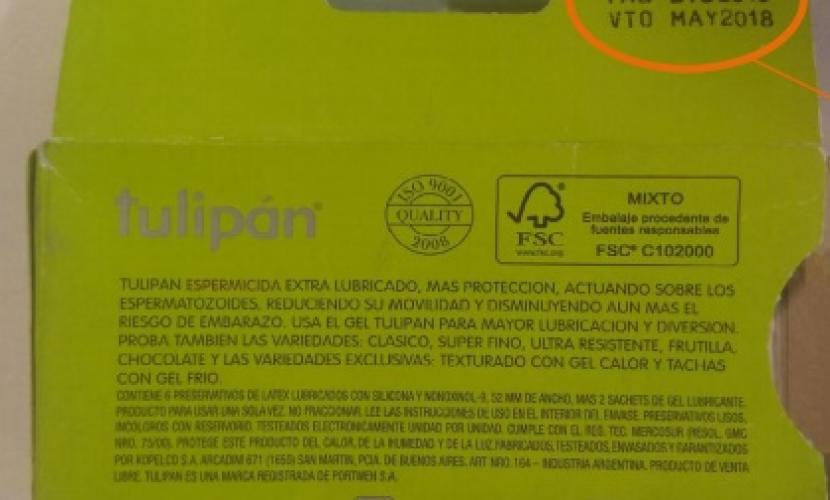 VTO MAY2018
tulipán
ISO 9001
QUALITY
2008
FSC
www.fsc.org
MIXTO
Embalaje procedente de
fuentes responsables
FSC® C102000
TULIPAN ESPERMICIDA EXTRA LUBRICADO, MAS PROTECCION, ACTUANDO SOBRE LOS
ESPERMATOZOIDES, REDUCIENDO SU MOVILIDAD Y DISMINUYENDO AUN MAS EL
RIESGO DE EMBARAZO. USA EL GEL TULIPAN PARA MAYOR LUBRICACION Y DIVERSION.
PROBA TAMBIEN LAS VARIEDADES: CLASICO, SUPER FINO, ULTRA RESISTENTE, FRUTILLA,
CHOCOLATE Y LAS VARIEDADES EXCLUSIVAS: TEXTURADO CON GEL CALOR Y TACHAS
CON GEL FRIO.
CONTIENE 6 PRESERVATIVOS DE LATEX LUBRICADOS CON SILICONA Y NONOXINOL-9, 52 MM DE ANCHO, MAS 2 SACHETS DE GEL LUBRICANTE.
PRODUCTO PARA USAR UNA SOLA VEZ. NO FRACCIONAR. LEE LAS INSTRUCCIONES DE USO EN EL INTERIOR DEL ENVASE. PRESERVATIVOS LISOS,
INCOLOROS CON RESERVORIO. TESTEADOS ELECTRONICAMENTE UNIDAD POR UNIDAD. CUMPLE CON EL REG. TEC. MERCOSUR (RESOL. GMC
NRO. 75/00). PROTEGE ESTE PRODUCTO DEL CALOR, DE LA HUMEDAD Y DE LA LUZ. FABRICADOS, TESTEADOS, ENVASADOS Y GARANTIZADOS
POR KOPELCO S.A. ARCADINI 671 (1650) SAN MARTIN, PCIA. DE BUENOS AIRES. ART NRO. 164 – INDUSTRIA ARGENTINA. PRODUCTO DE VENTA
LIBRE. TULIPAN ES UNA MARCA REGISTRADA DE PORTMEN S.A.